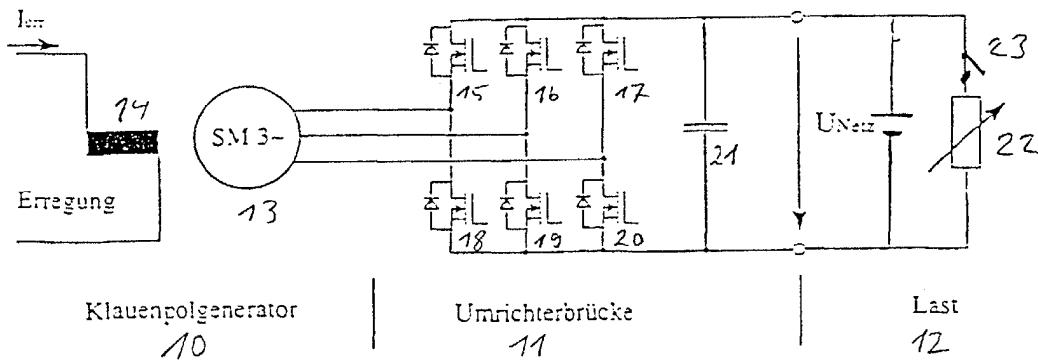 Ierr
23
14
15
16
17
SM 3~
UNetz
21
22
Erregung
13
18
19
20
Klauenpolgenerator
Umrichterbrücke
Last
10
11
12